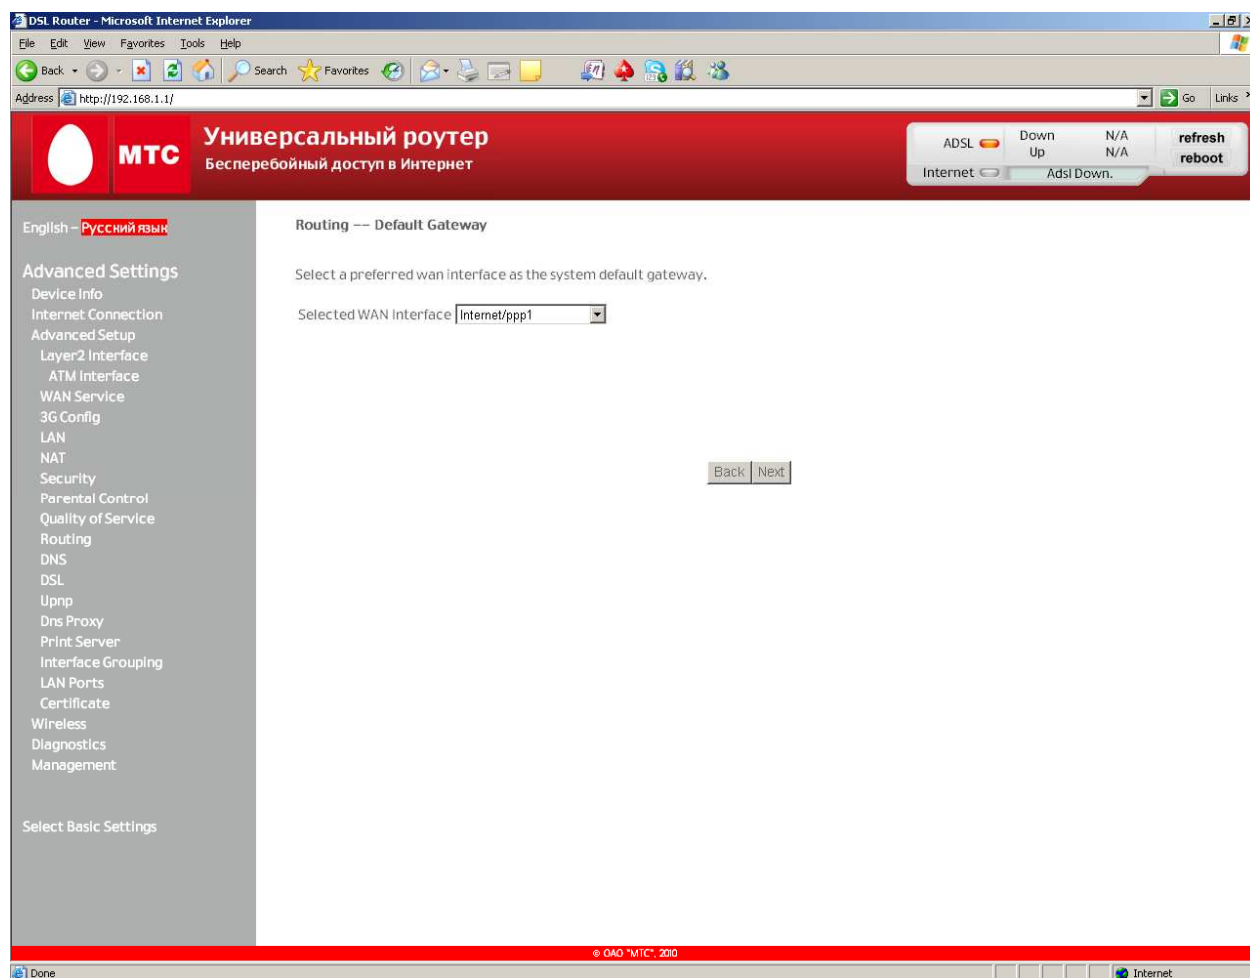 DSL Router - Microsoft Internet Explorer
File Edit View Favorites Tools Help
Back Search Favorites
Address http://192.168.1.1/ Go Links
МТС
Универсальный роутер
Бесперебойный доступ в Интернет
ADSL Down N/A refresh
Up N/A reboot
Internet Adsl Down.
English – Русский язык
Routing -- Default Gateway
Advanced Settings
Select a preferred wan interface as the system default gateway.
Device Info
Internet Connection
Selected WAN Interface Internet/ppp1
Advanced Setup
Layer2 Interface
ATM Interface
WAN Service
3G Config
LAN
NAT
Back Next
Security
Parental Control
Quality of Service
Routing
DNS
DSL
Upnp
Dns Proxy
Print Server
Interface Grouping
LAN Ports
Certificate
Wireless
Diagnostics
Management
Select Basic Settings
© ОАО "МТС", 2010
Done Internet